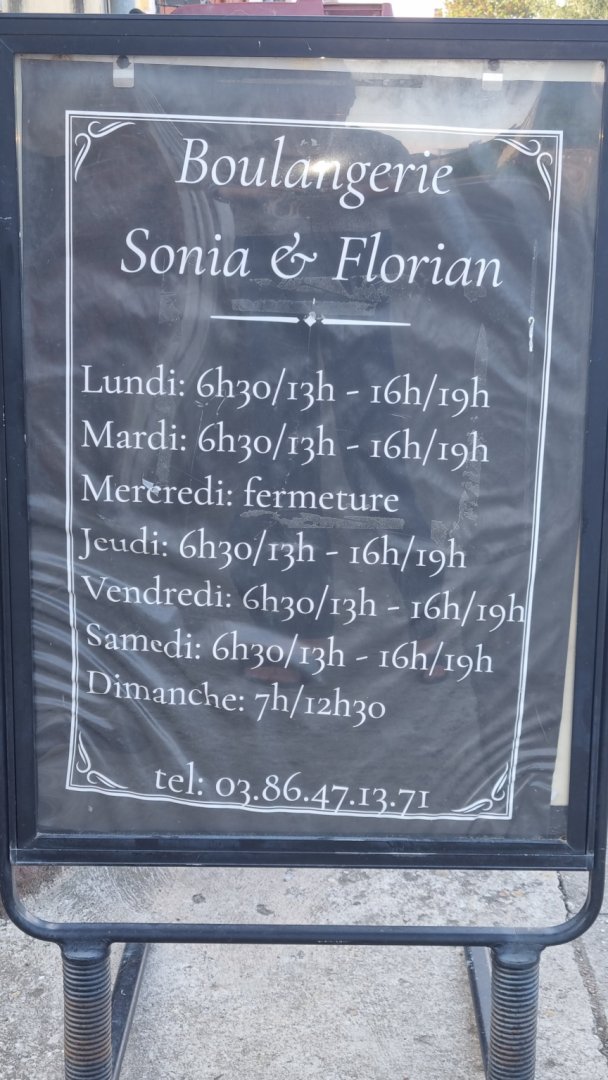 Boulangerie
Sonia & Florian
Lundi: 6h30/13h - 16h/19h
Mardi: 6h30/13h - 16h/19h
Mercredi: fermeture
Jeudi: 6h30/13h - 16h/19h
Vendredi: 6h30/13h - 16h/19h
Samedi: 6h30/13h - 16h/19h
Dimanche: 7h/12h30
tel: 03.86.47.13.71